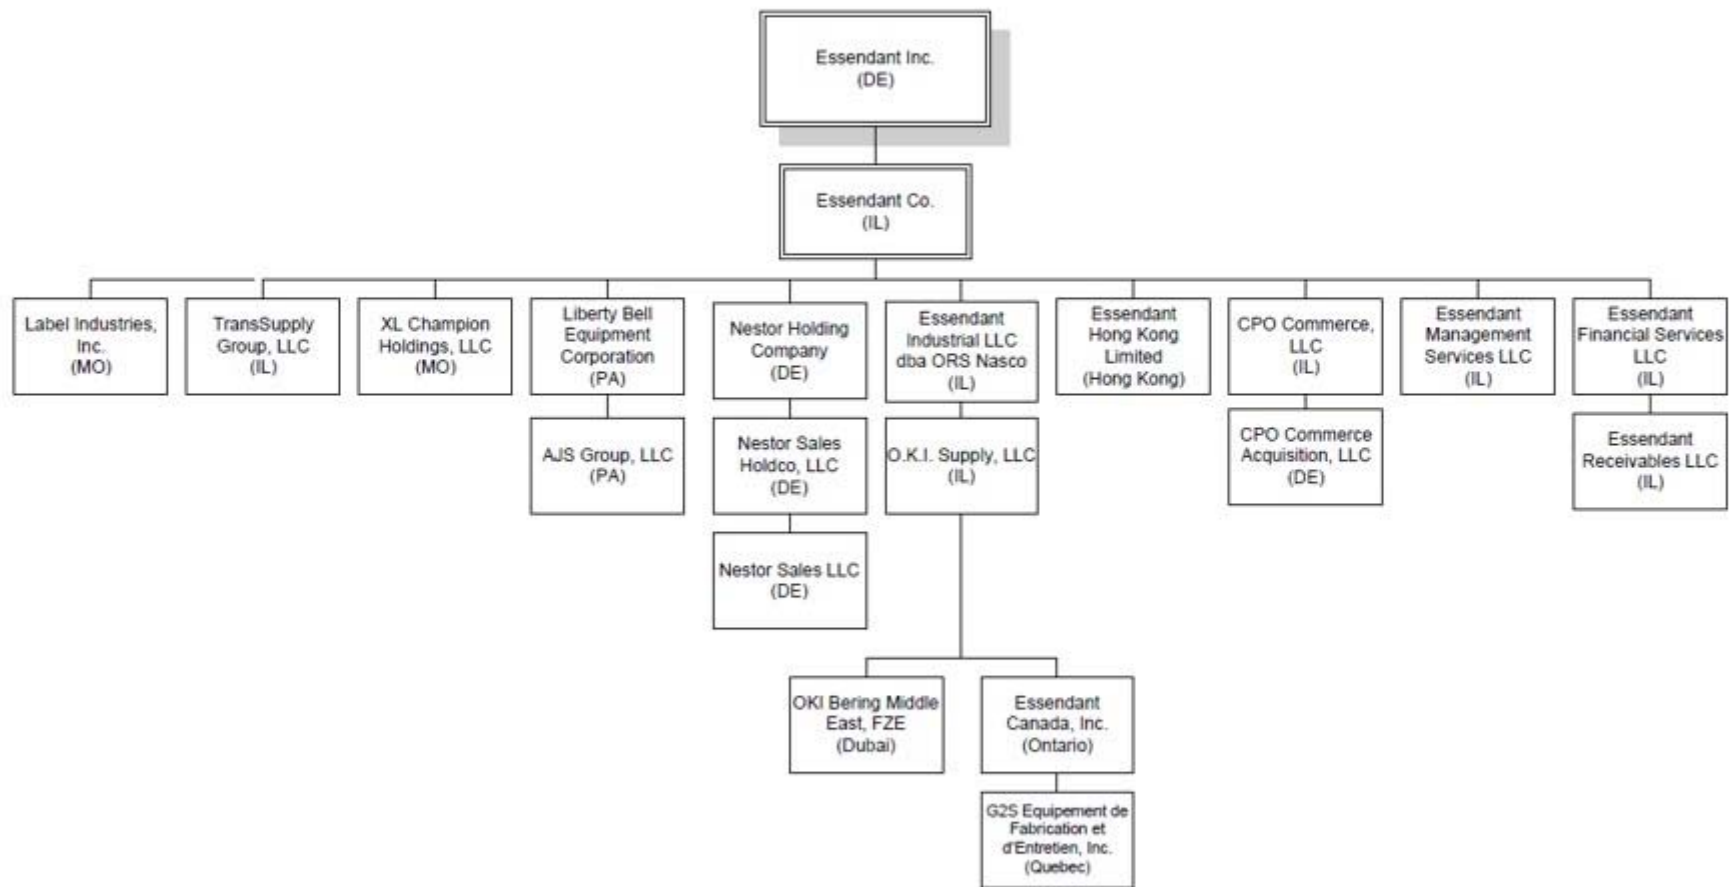 Essendant Inc.
(DE)
Essendant Co.
(IL)
Label Industries,
Inc.
(MO)
TransSupply
Group, LLC
(IL)
XL Champion
Holdings, LLC
(MO)
Liberty Bell
Equipment
Corporation
(PA)
Nestor Holding
Company
(DE)
Essendant
Industrial LLC
dba ORS Nasco
(IL)
Essendant
Hong Kong
Limited
(Hong Kong)
CPO Commerce,
LLC
(IL)
Essendant
Management
Services LLC
(IL)
Essendant
Financial Services
LLC
(IL)
AJS Group, LLC
(PA)
Nestor Sales
Holdco, LLC
(DE)
O.K.I. Supply, LLC
(IL)
CPO Commerce
Acquisition, LLC
(DE)
Essendant
Receivables LLC
(IL)
Nestor Sales LLC
(DE)
OKI Bering Middle
East, FZE
(Dubai)
Essendant
Canada, Inc.
(Ontario)
G2S Equipement de
Fabrication et
d'Entretien, Inc.
(Quebec)